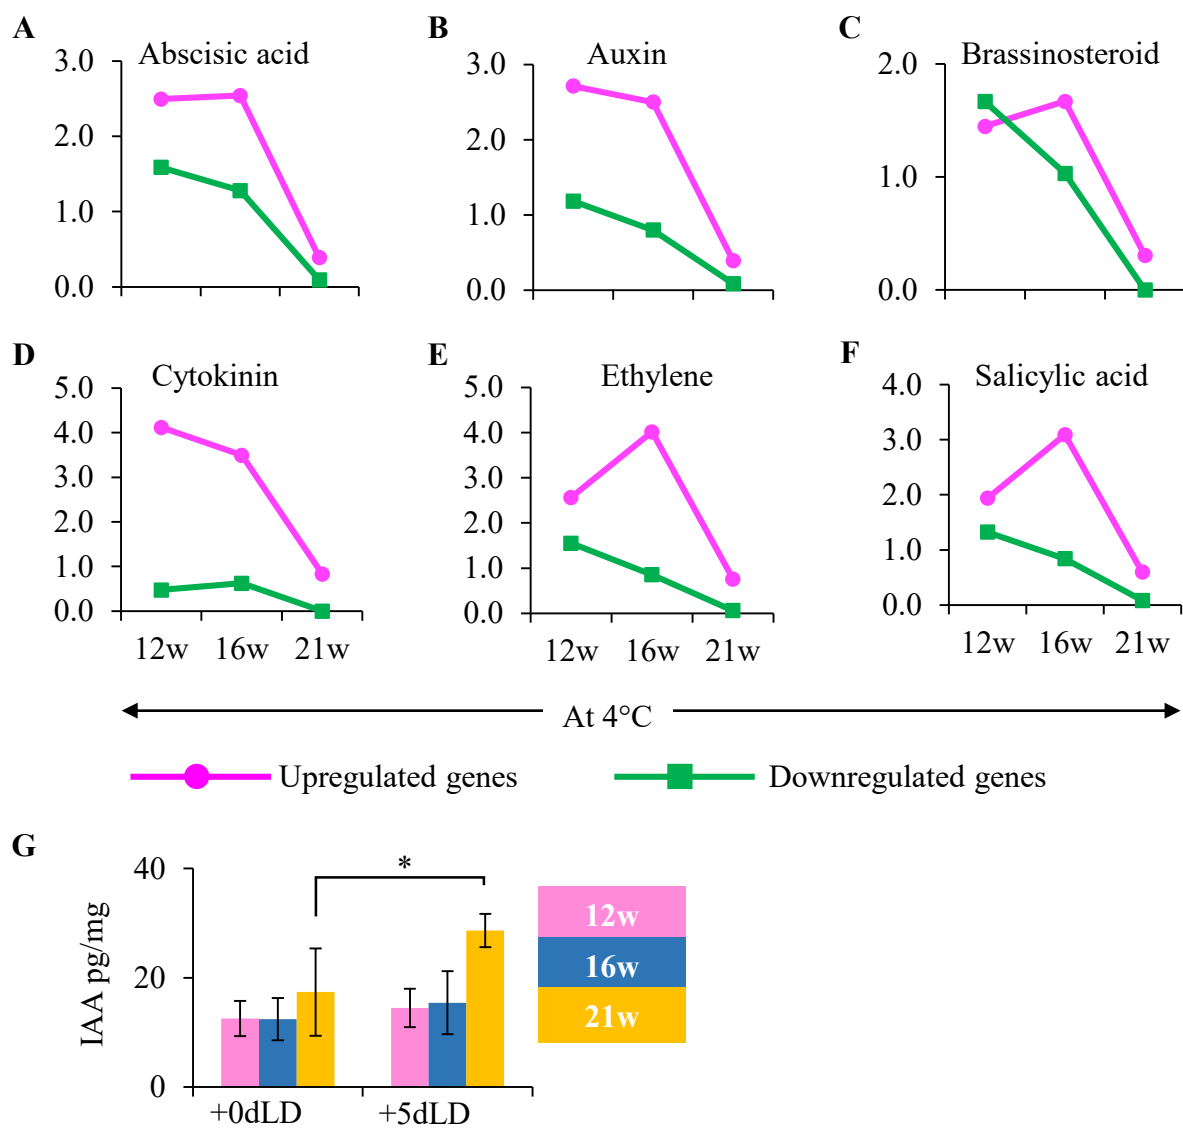 A
Abscisic acid
3.0
2.0
1.0
0.0
B
Auxin
3.0
2.0
1.0
0.0
C
Brassinosteroid
2.0
1.0
0.0
D
Cytokinin
5.0
4.0
3.0
2.0
1.0
0.0
12w 16w 21w
E
Ethylene
5.0
4.0
3.0
2.0
1.0
0.0
12w 16w 21w
F
Salicylic acid
4.0
3.0
2.0
1.0
0.0
12w 16w 21w
At 4°C
Upregulated genes Downregulated genes
G
IAA pg/mg
40
20
0
*
+0dLD +5dLD
12w
16w
21w